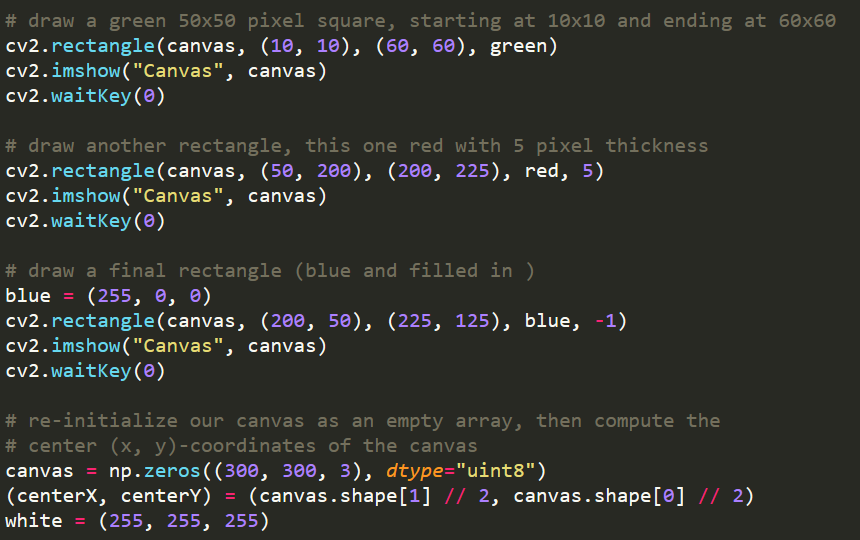 # draw a green 50x50 pixel square, starting at 10x10 and ending at 60x60
cv2.rectangle(canvas, (10, 10), (60, 60), green)
cv2.imshow("Canvas", canvas)
cv2.waitKey(0)

# draw another rectangle, this one red with 5 pixel thickness
cv2.rectangle(canvas, (50, 200), (200, 225), red, 5)
cv2.imshow("Canvas", canvas)
cv2.waitKey(0)

# draw a final rectangle (blue and filled in )
blue = (255, 0, 0)
cv2.rectangle(canvas, (200, 50), (225, 125), blue, -1)
cv2.imshow("Canvas", canvas)
cv2.waitKey(0)

# re-initialize our canvas as an empty array, then compute the
# center (x, y)-coordinates of the canvas
canvas = np.zeros((300, 300, 3), dtype="uint8")
(centerX, centerY) = (canvas.shape[1] // 2, canvas.shape[0] // 2)
white = (255, 255, 255)